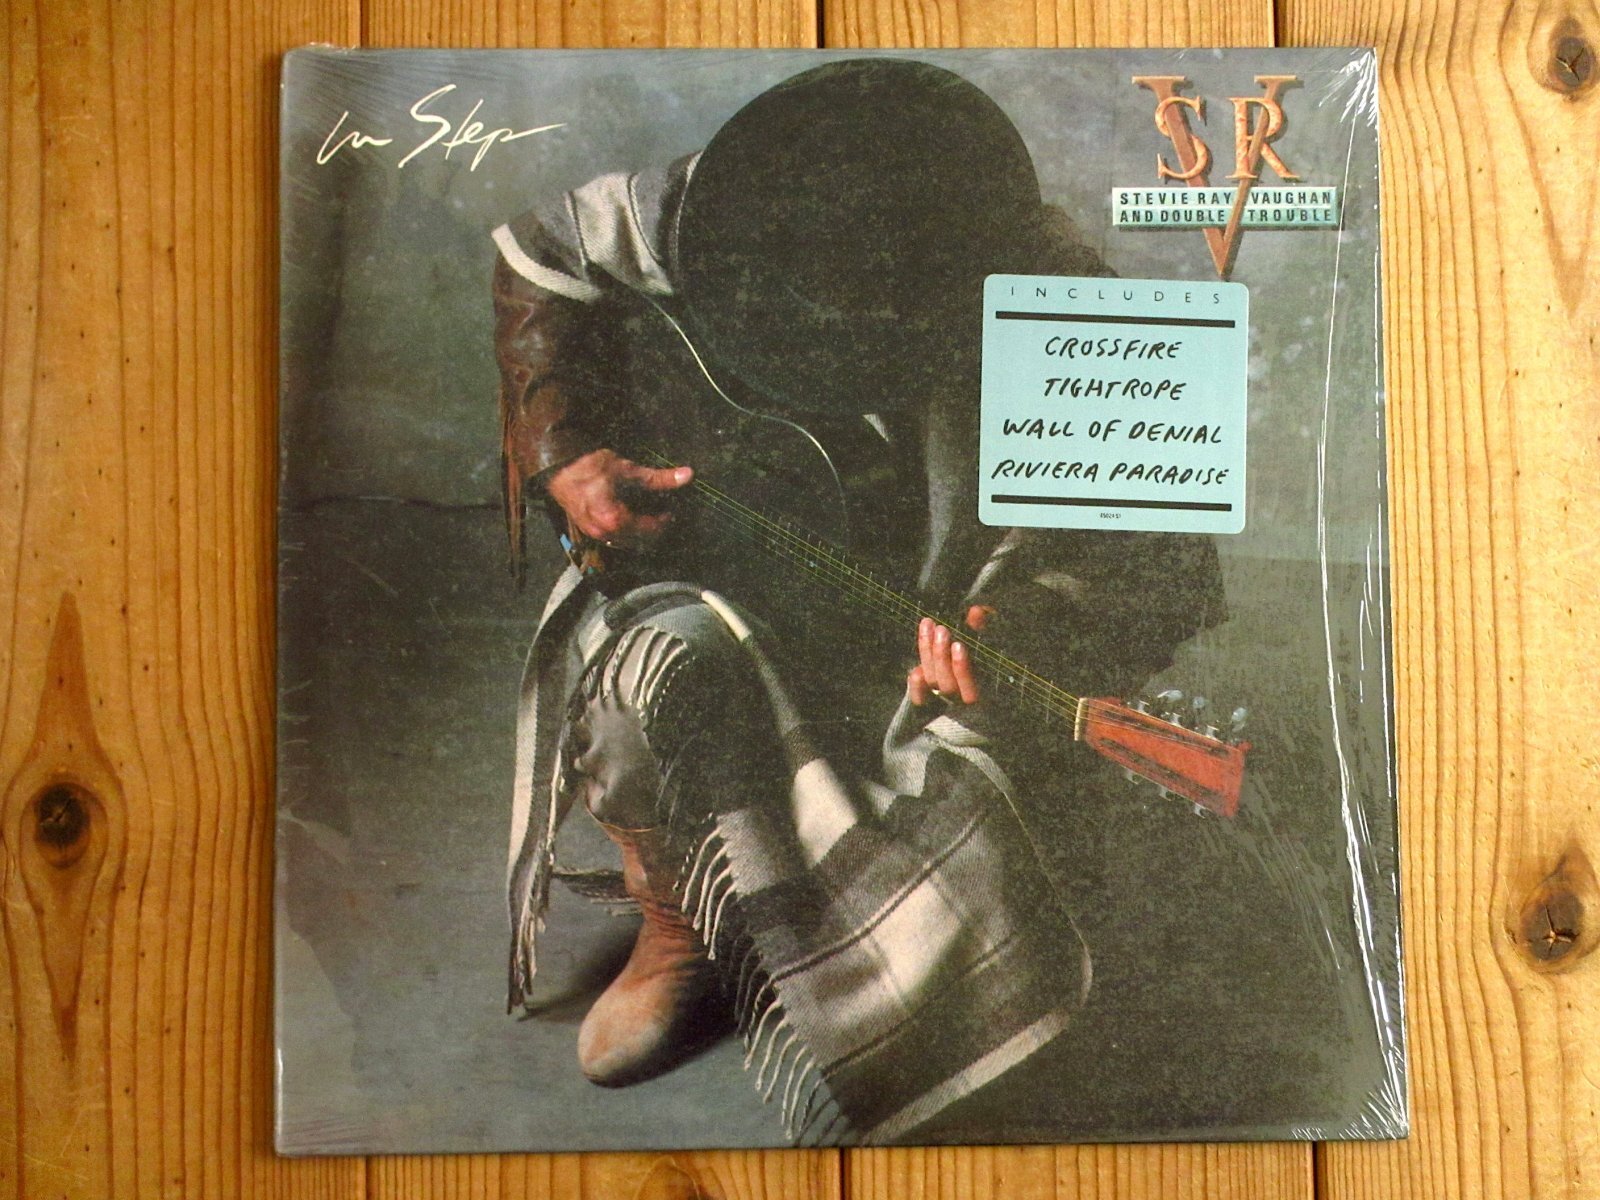 In Step
SRV
STEVIE RAY VAUGHAN
AND DOUBLE TROUBLE
INCLUDES
CROSSFIRE
TIGHTROPE
WALL OF DENIAL
RIVIERA PARADISE